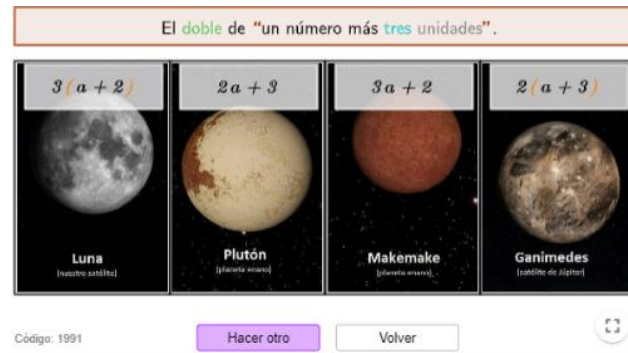 El doble de “un número más tres unidades”.
3(a + 2)
2a + 3
3a + 2
2(a + 3)
Luna
(nuestro satélite)
Plutón
(planeta enano)
Makemake
(planeta enano)
Ganimedes
(satélite de Júpiter)
Código: 1991
Hacer otro
Volver